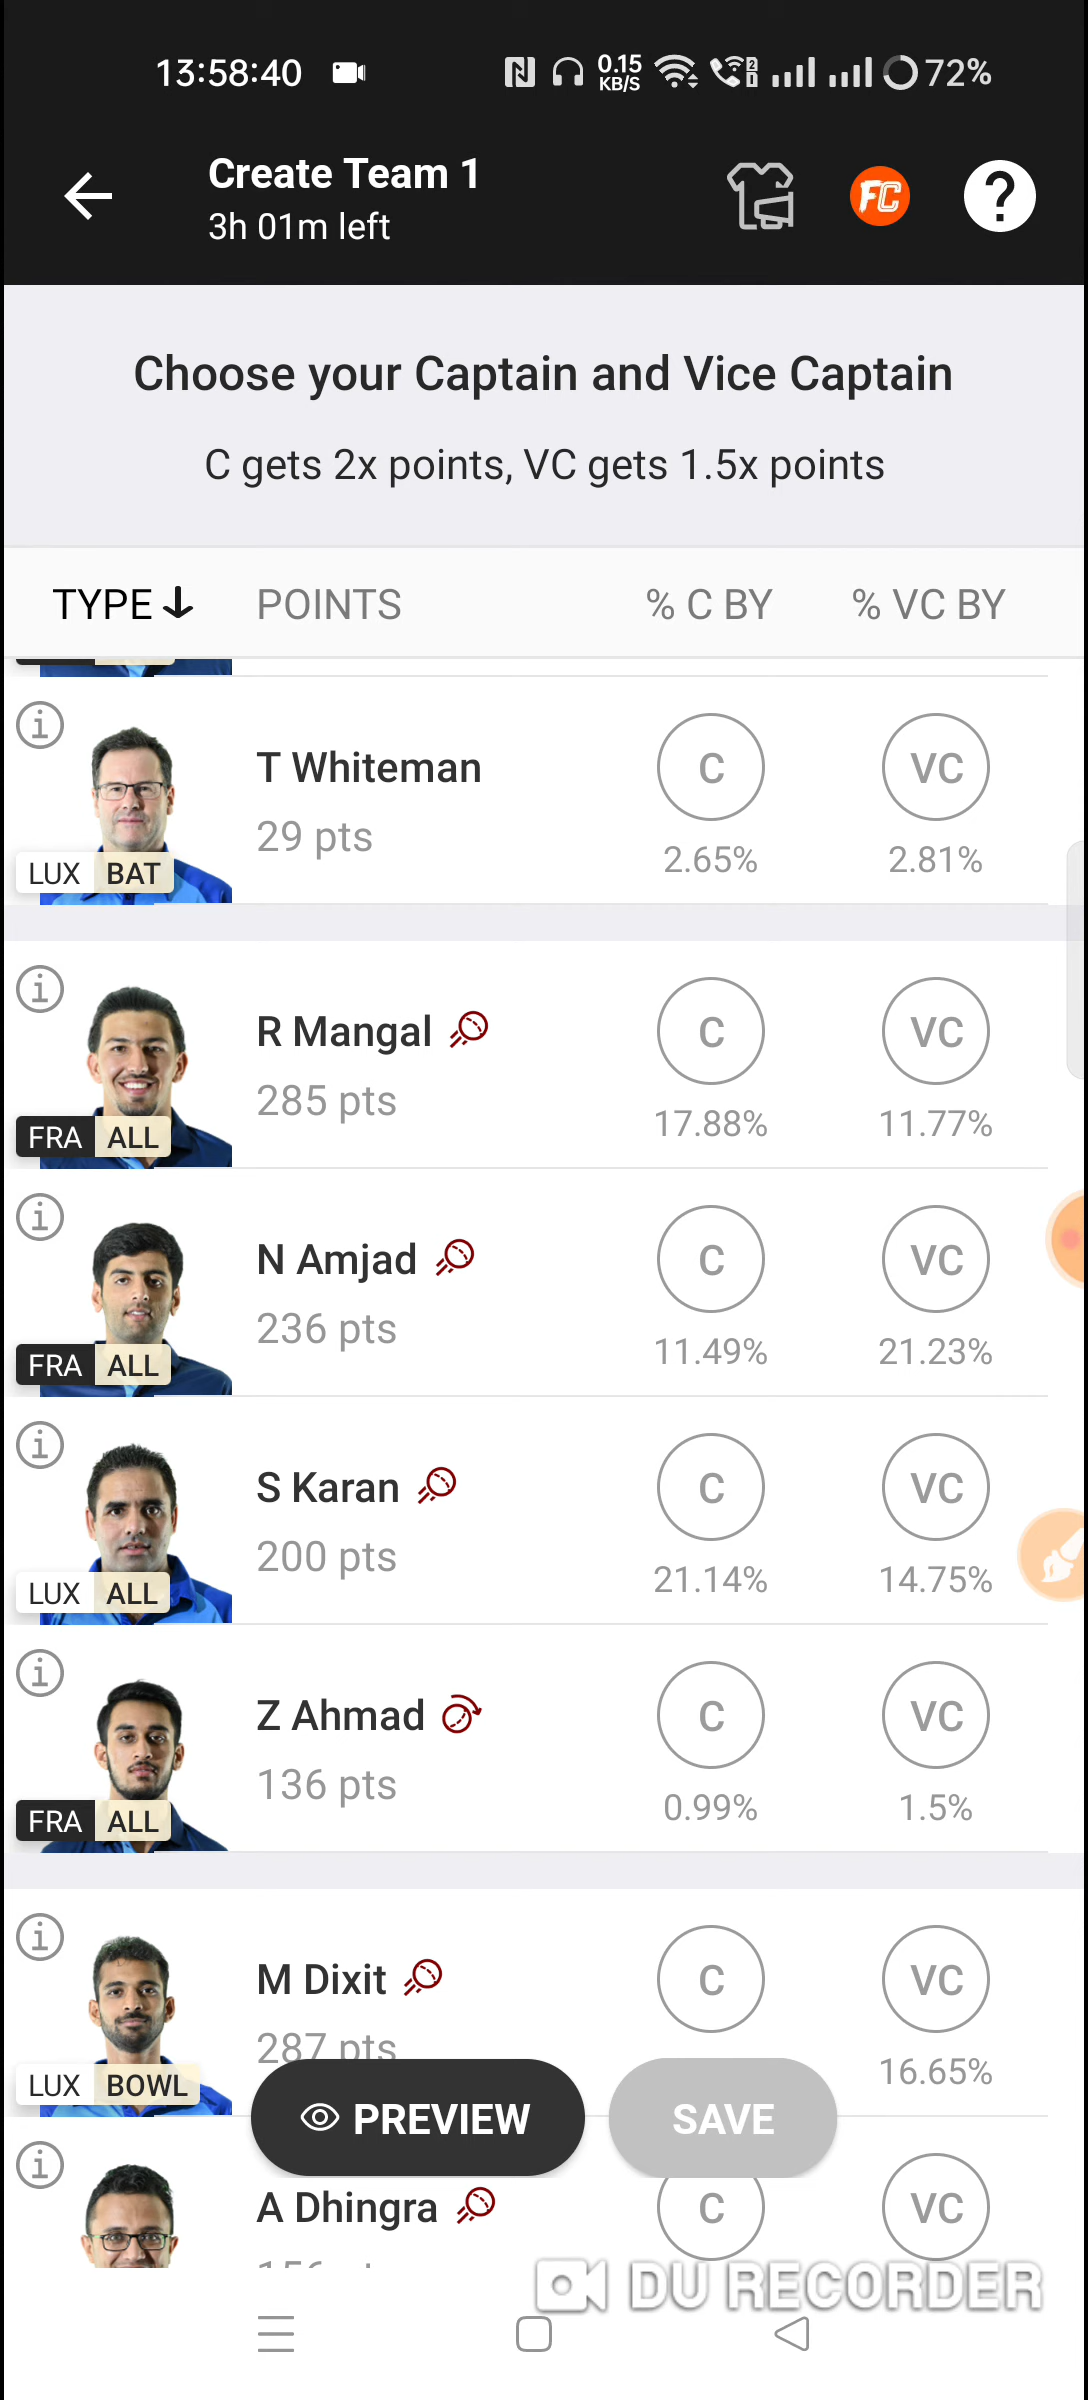 13:58:40 0.15 KB/S 2 1 72%
Create Team 1
3h 01m left
FC ?
Choose your Captain and Vice Captain
C gets 2x points, VC gets 1.5x points
TYPE POINTS % C BY % VC BY
T Whiteman C VC
29 pts 2.65% 2.81%
LUX BAT
R Mangal C VC
285 pts 17.88% 11.77%
FRA ALL
N Amjad C VC
236 pts 11.49% 21.23%
FRA ALL
S Karan C VC
200 pts 21.14% 14.75%
LUX ALL
Z Ahmad C VC
136 pts 0.99% 1.5%
FRA ALL
M Dixit C VC
287 pts 16.65%
LUX BOWL
PREVIEW SAVE
A Dhingra C VC
DU RECORDER